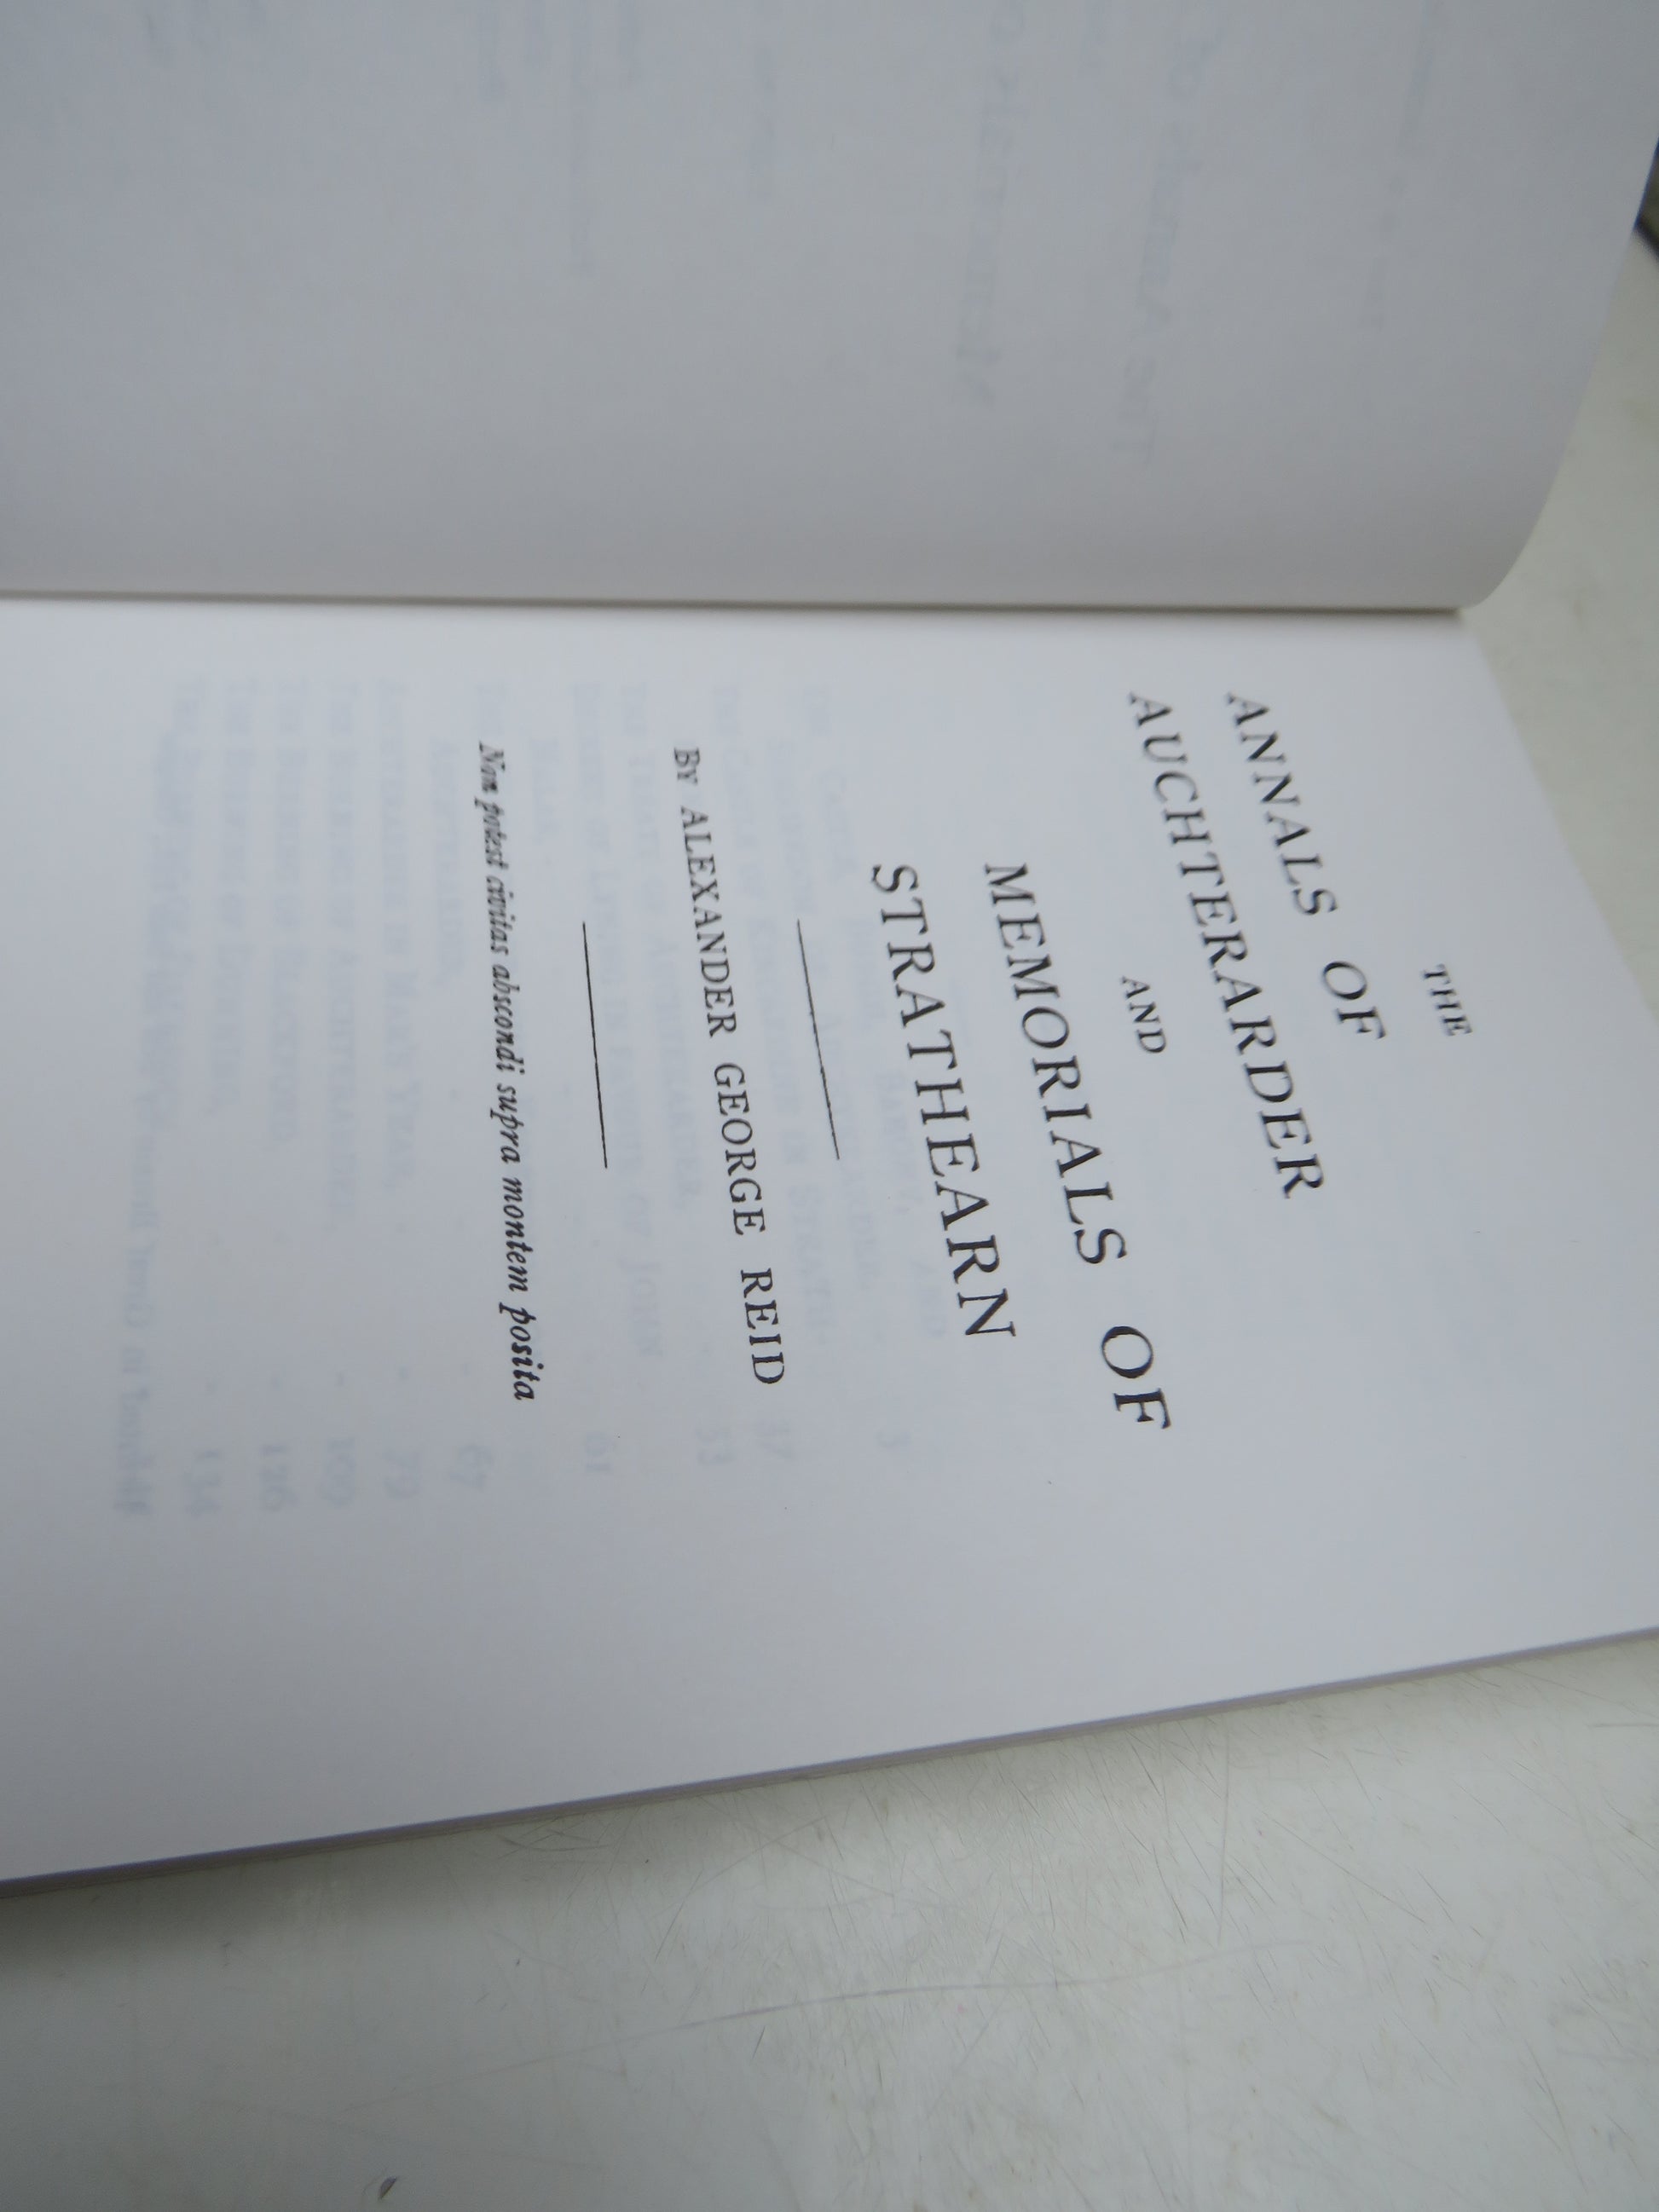 THE
ANNALS OF
AUCHTERARDER
AND
MEMORIALS OF
STRATHEARN
BY ALEXANDER GEORGE REID
Non potest civitas abscondi supra montem posita